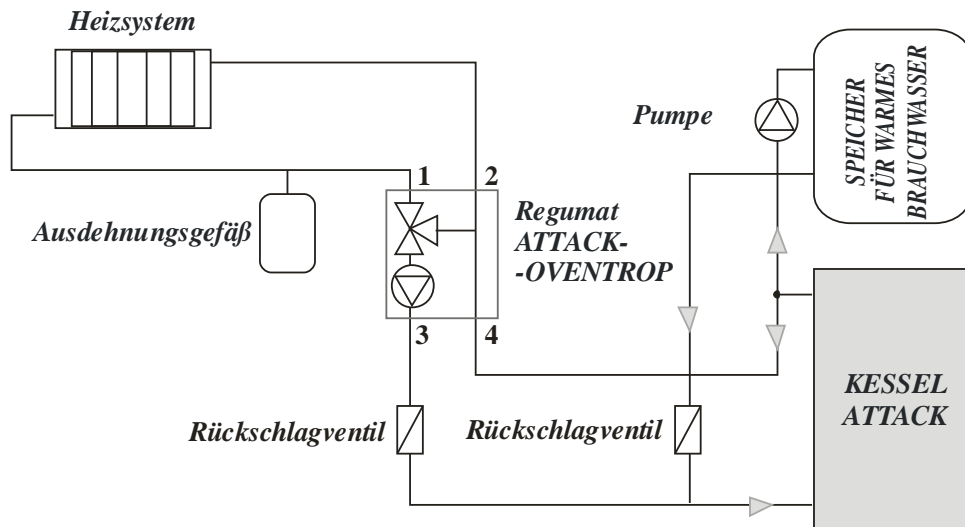 Heizsystem
Pumpe
SPEICHER
FÜR WARMES
BRAUCHWASSER
1
2
Ausdehnungsgefäß
Regumat
ATTACK-
-OVENTROP
3
4
KESSEL
ATTACK
Rückschlagventil
Rückschlagventil